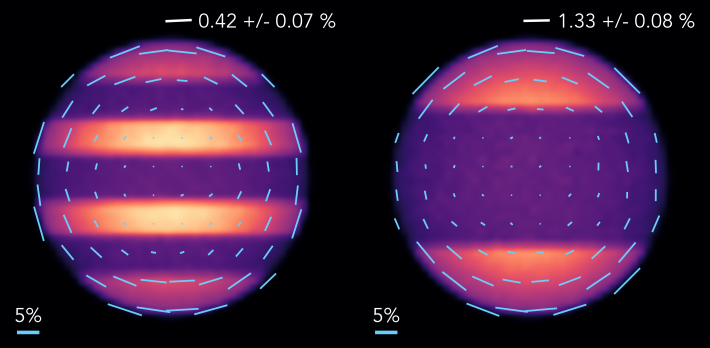 0.42 +/- 0.07 %
1.33 +/- 0.08 %
5%
5%